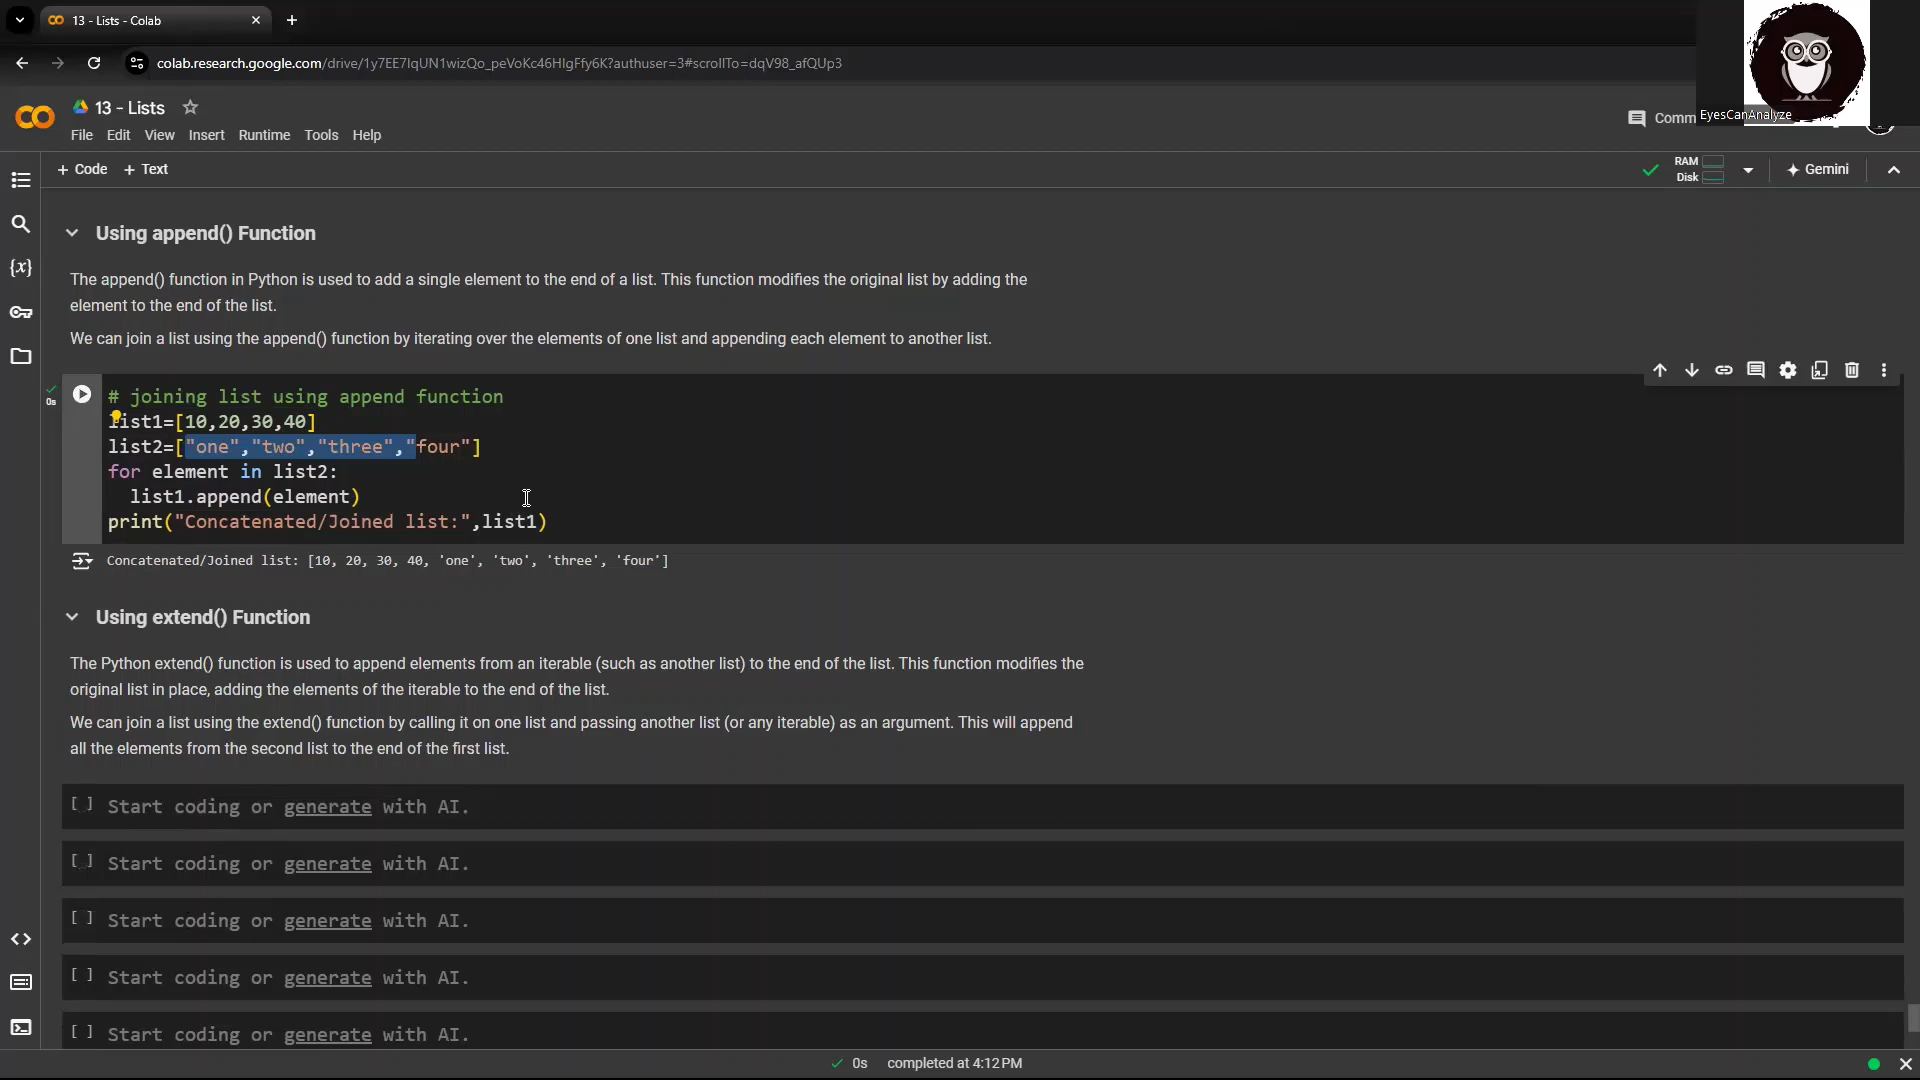 13 - Lists - Colab
colab.research.google.com/drive/1y7EE7IqUN1wizQo_peVoKc46HIgFfy6K?authuser=3#scrollTo=dqV98_afQUp3
13 - Lists
File Edit View Insert Runtime Tools Help
EyesCanAnalyze
+ Code + Text
RAM
Disk
Gemini
Using append() Function
The append() function in Python is used to add a single element to the end of a list. This function modifies the original list by adding the
element to the end of the list.
We can join a list using the append() function by iterating over the elements of one list and appending each element to another list.
0s
# joining list using append function
list1=[10,20,30,40]
list2=["one","two","three","four"]
for element in list2:
list1.append(element)
print("Concatenated/Joined list:",list1)
Concatenated/Joined list: [10, 20, 30, 40, 'one', 'two', 'three', 'four']
Using extend() Function
The Python extend() function is used to append elements from an iterable (such as another list) to the end of the list. This function modifies the
original list in place, adding the elements of the iterable to the end of the list.
We can join a list using the extend() function by calling it on one list and passing another list (or any iterable) as an argument. This will append
all the elements from the second list to the end of the first list.
[ ] Start coding or generate with AI.
[ ] Start coding or generate with AI.
[ ] Start coding or generate with AI.
[ ] Start coding or generate with AI.
[ ] Start coding or generate with AI.
0s completed at 4:12 PM